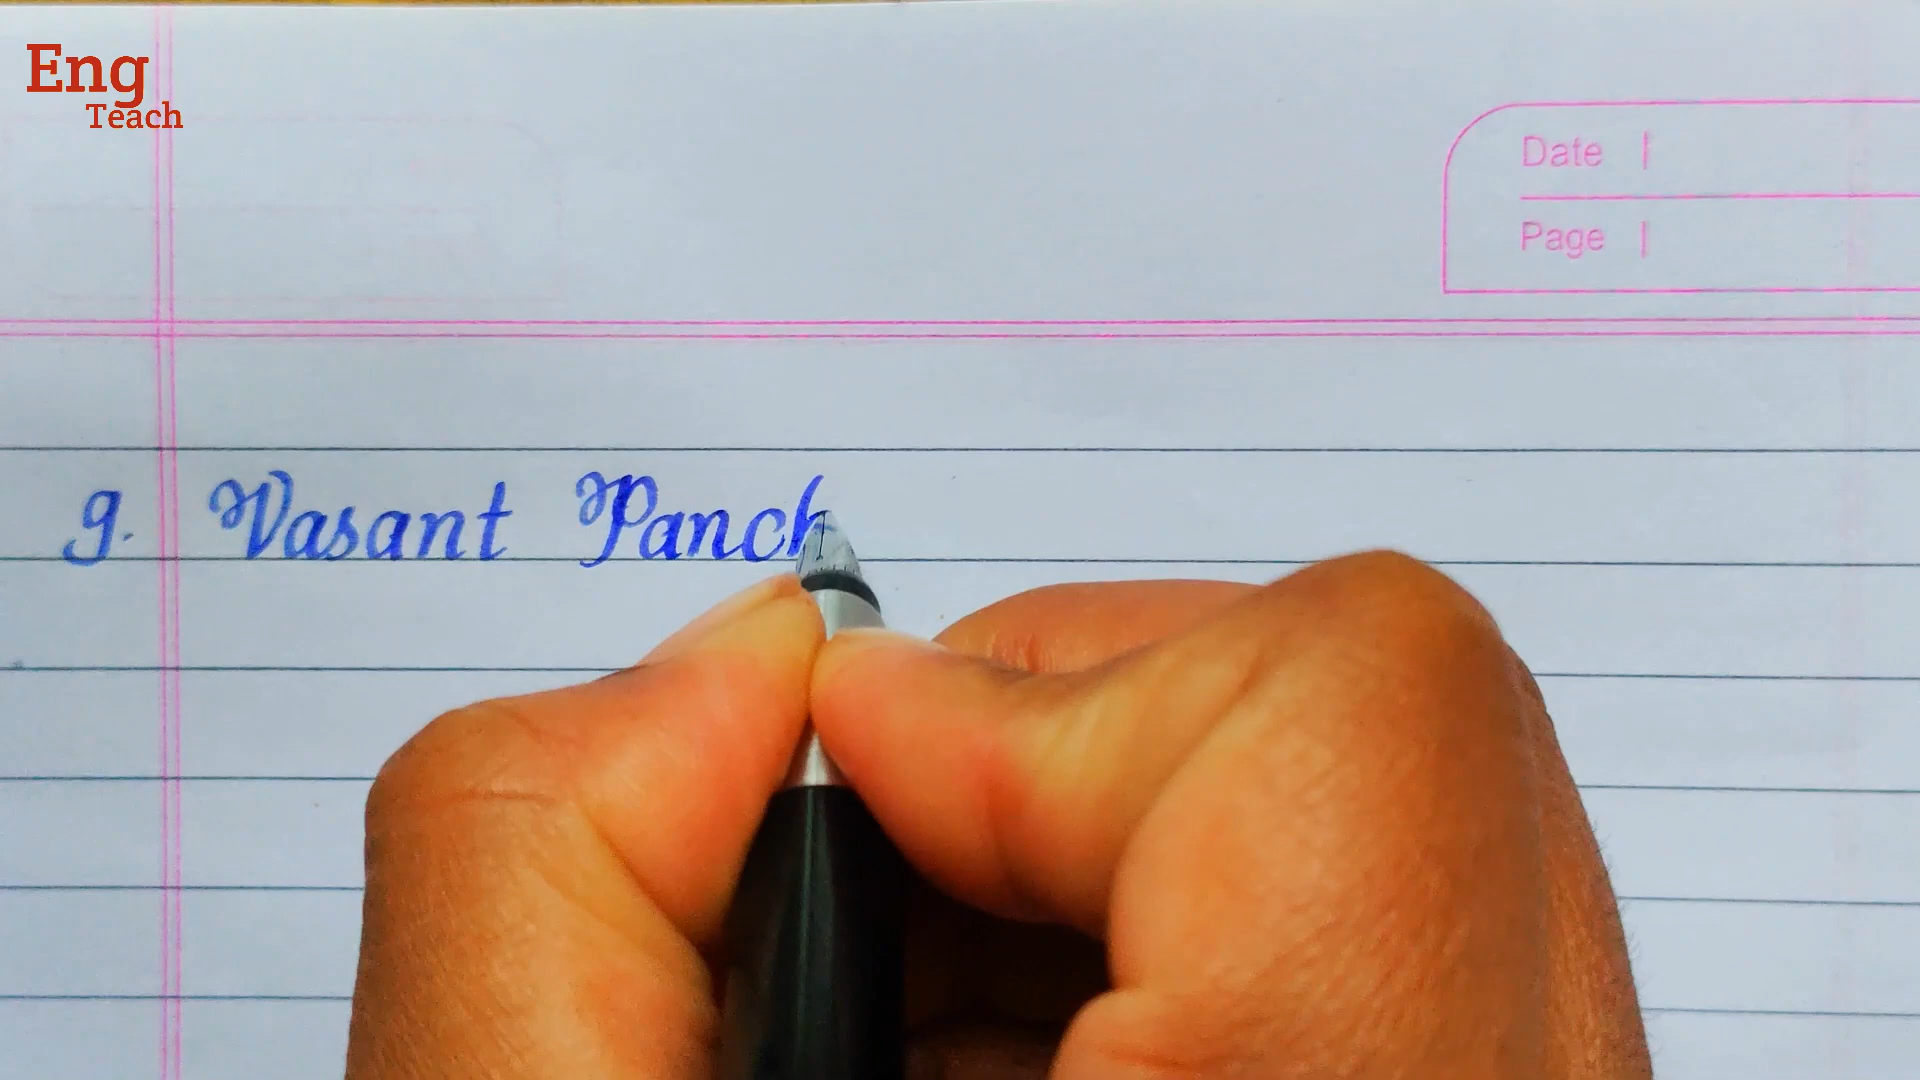 Eng
Teach
Date |
Page |
9. Vasant Panch